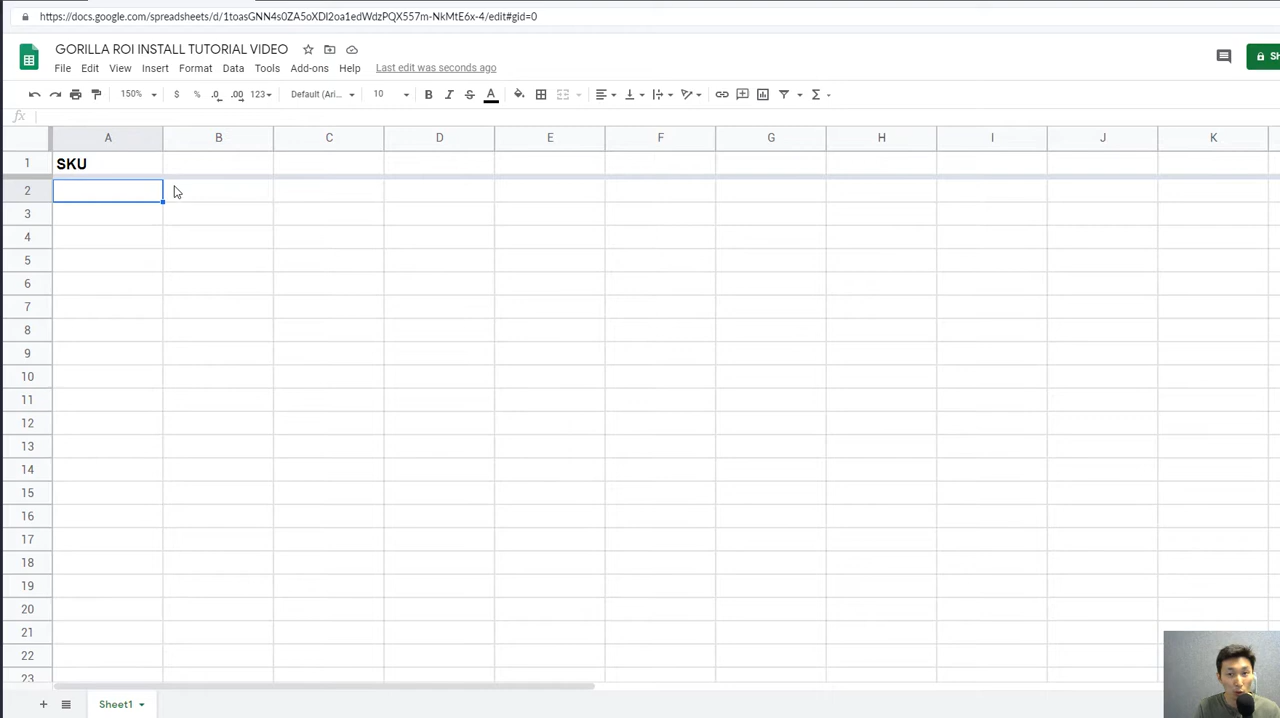 https://docs.google.com/spreadsheets/d/1toasGNN4s0ZA5oXDI2oa1edWdzPQX557m-NkMtE6x-4/edit#gid=0
GORILLA ROI INSTALL TUTORIAL VIDEO
File Edit View Insert Format Data Tools Add-ons Help Last edit was seconds ago
Sh
150% $ % .0 .00 123 Default (Ari... 10 B I S A Σ
fx
A B C D E F G H I J K
1 SKU
2
3
4
5
6
7
8
9
10
11
12
13
14
15
16
17
18
19
20
21
22
23
+ Sheet1